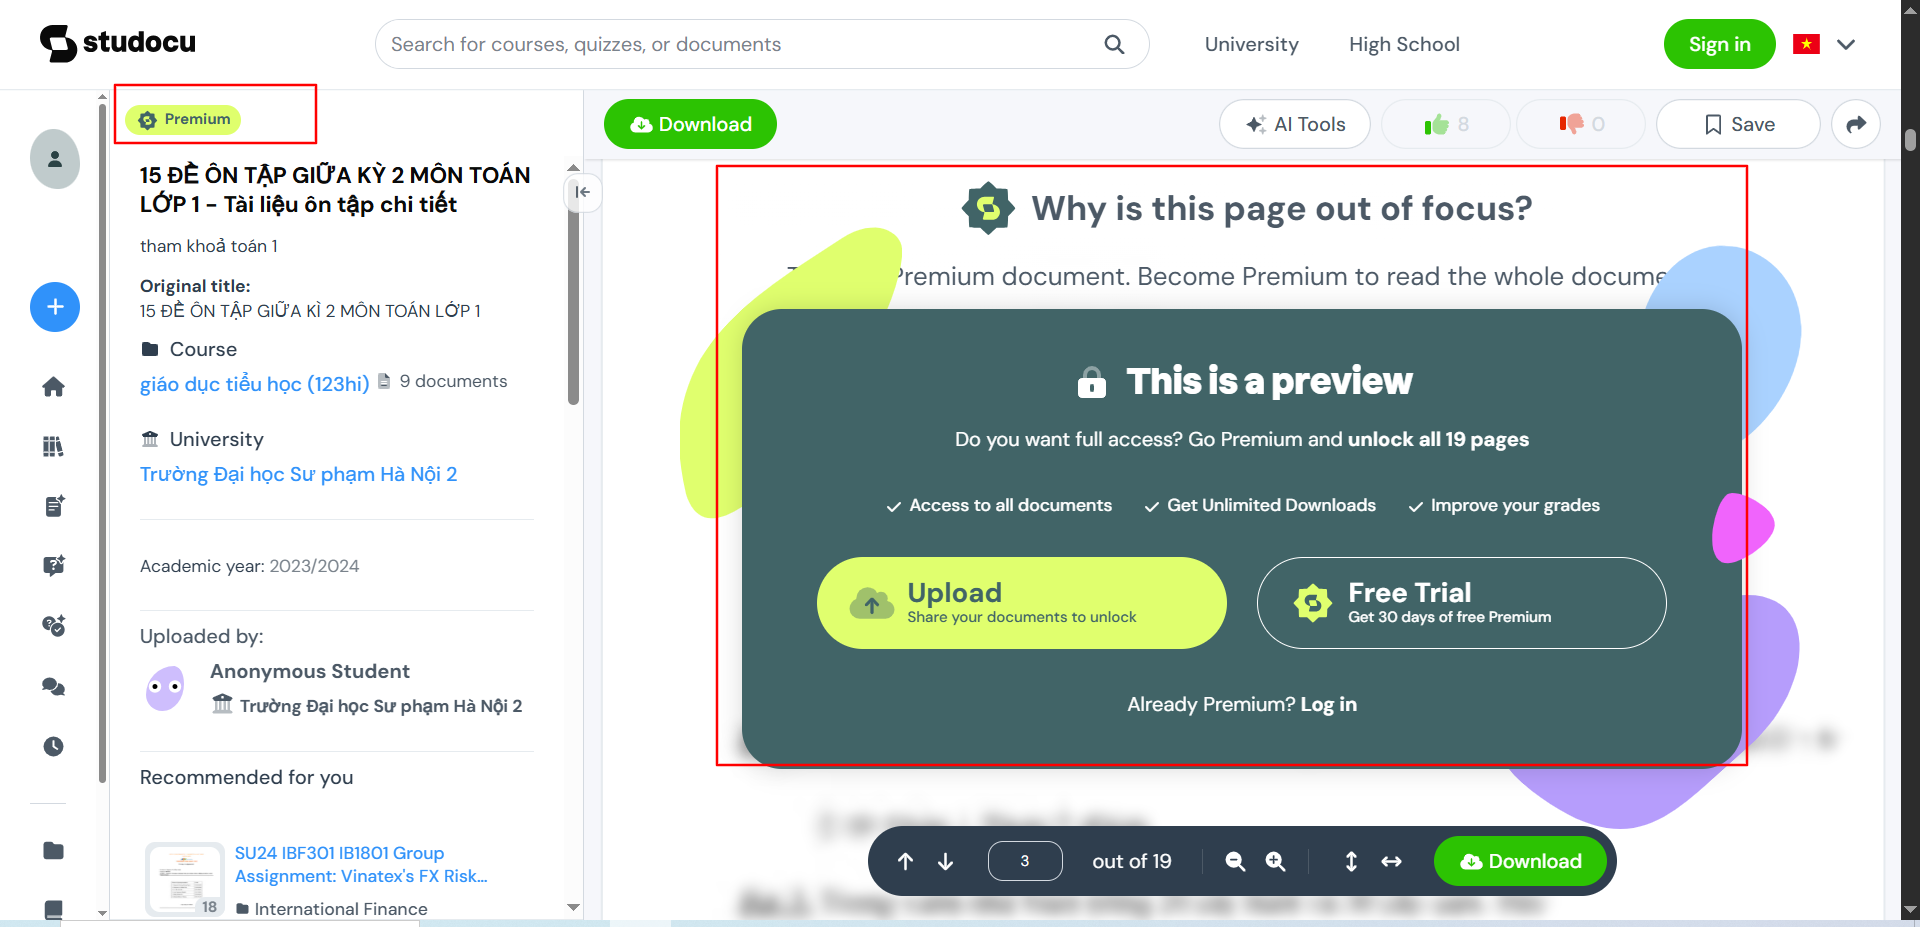 studocu
Search for courses, quizzes, or documents
University
High School
Sign in
Premium
15 ĐỀ ÔN TẬP GIỮA KỲ 2 MÔN TOÁN
LỚP 1 - Tài liệu ôn tập chi tiết
tham khoả toán 1
Original title:
15 ĐỀ ÔN TẬP GIỮA KÌ 2 MÔN TOÁN LỚP 1
Course
giáo dục tiểu học (123hi)
9 documents
University
Trường Đại học Sư phạm Hà Nội 2
Academic year: 2023/2024
Uploaded by:
Anonymous Student
Trường Đại học Sư phạm Hà Nội 2
Recommended for you
SU24 IBF301 IB1801 Group
Assignment: Vinatex's FX Risk...
18
International Finance
Download
AI Tools
8
0
Save
Why is this page out of focus?
Premium document. Become Premium to read the whole
This is a preview
Do you want full access? Go Premium and unlock all 19 pages
Access to all documents
Get Unlimited Downloads
Improve your grades
Upload
Share your documents to unlock
Free Trial
Get 30 days of free Premium
Already Premium? Log in
3
out of 19
Download